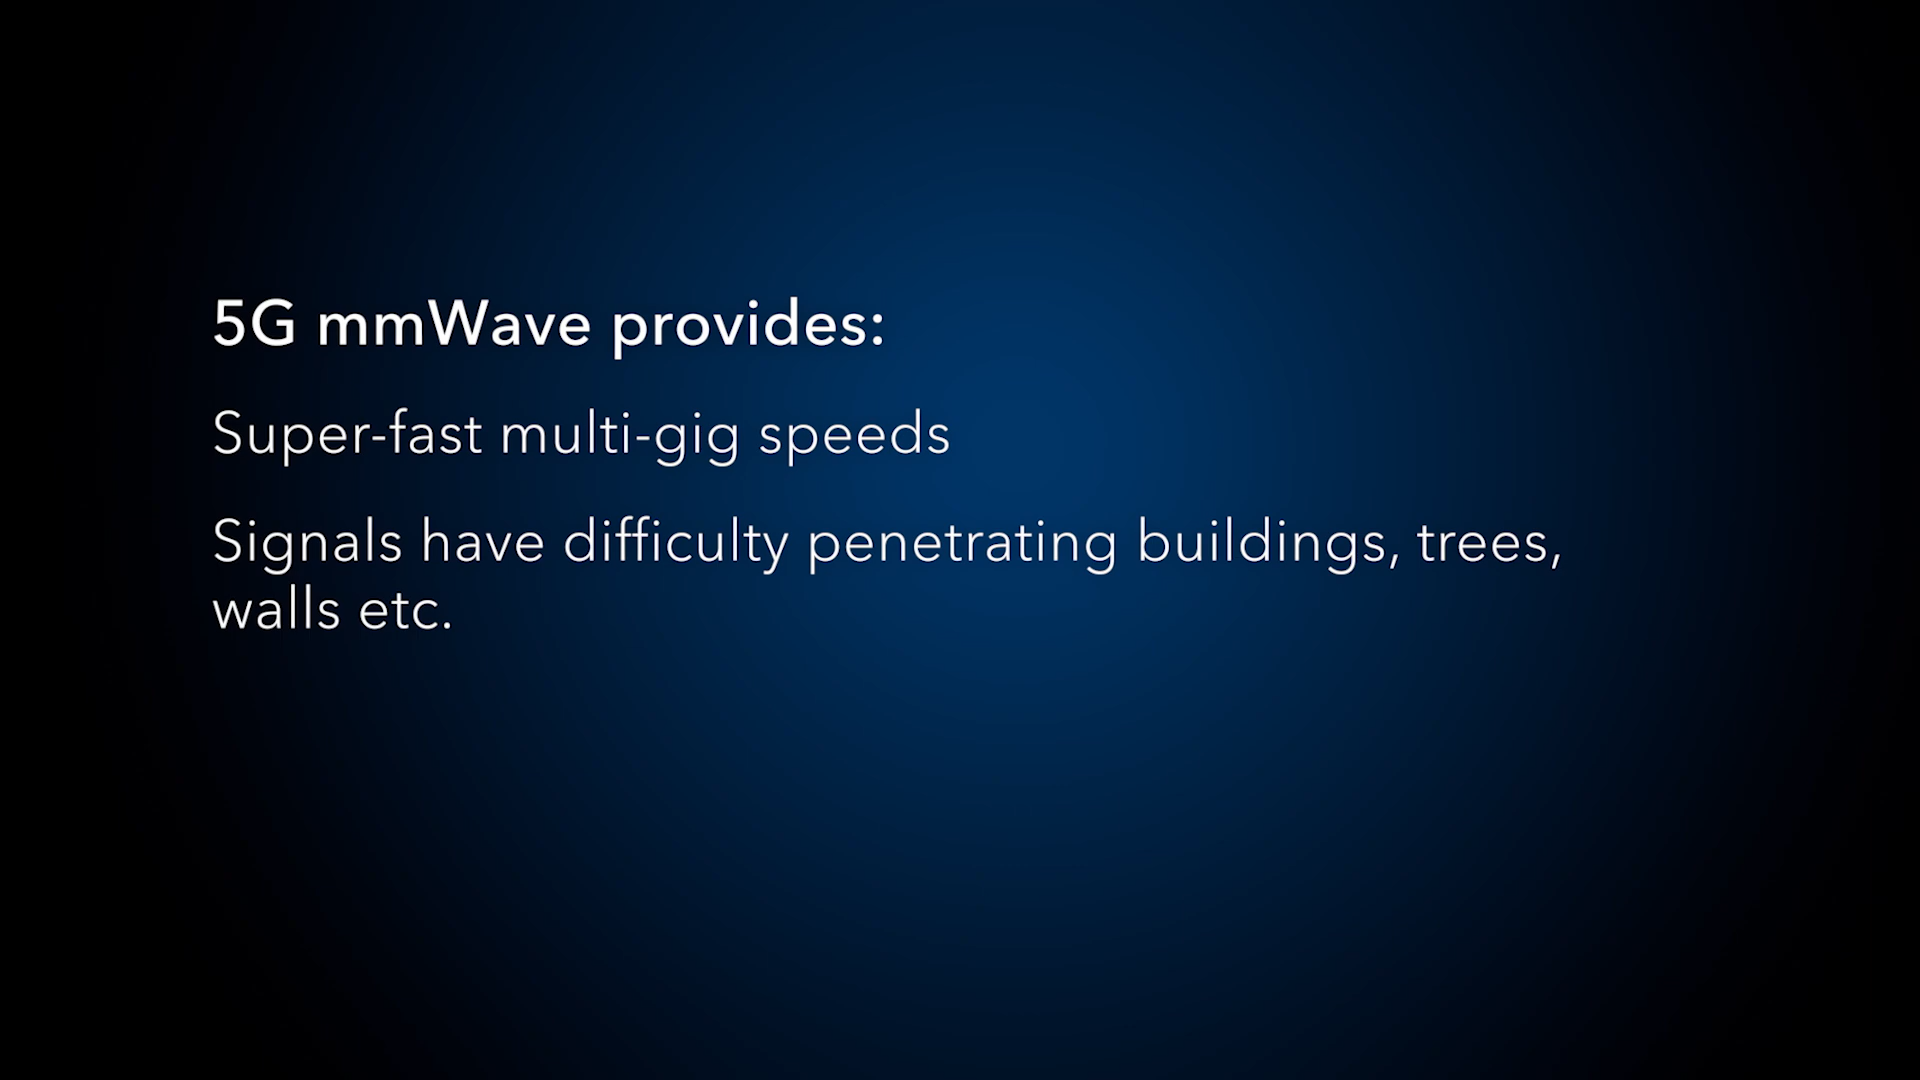 5G mmWave provides:
Super-fast multi-gig speeds
Signals have difficulty penetrating buildings, trees,
walls etc.